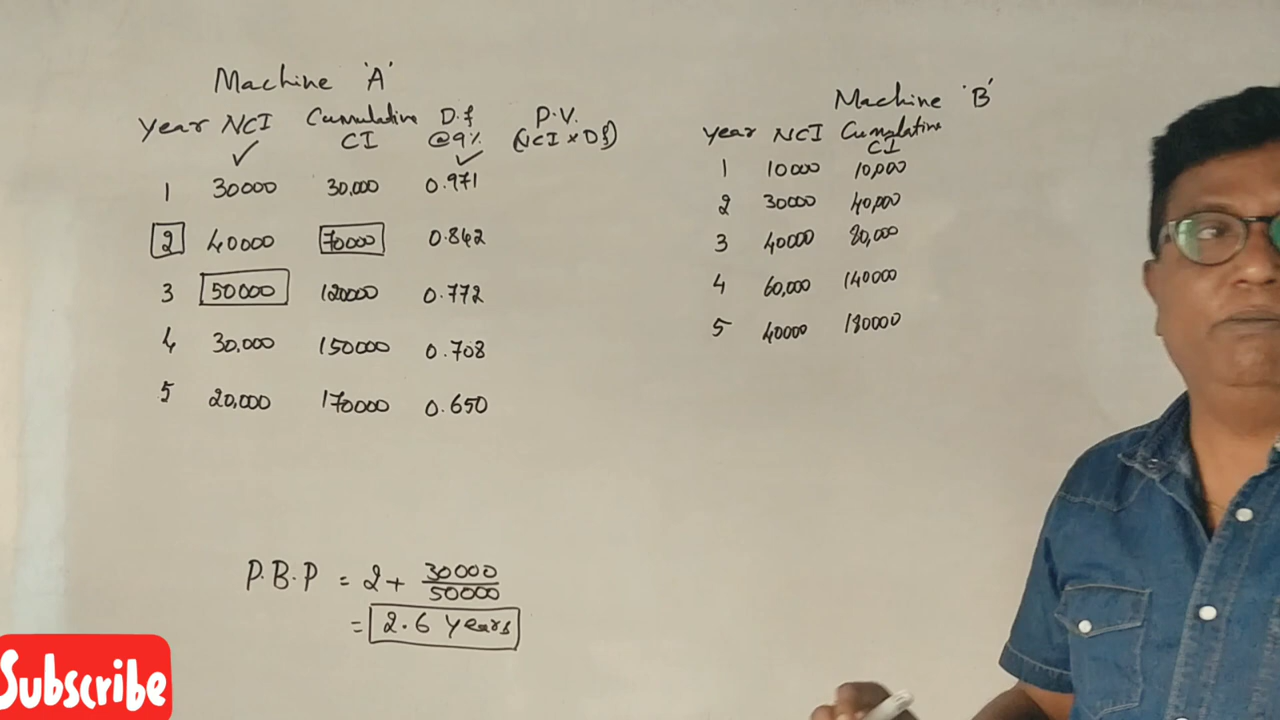 Machine 'A'
Year NCI Cumulative CI D.f @9% P.V. (NCI x Df)
✓ ✓
1 30000 30,000 0.971
2 40000 70000 0.842
3 50000 120000 0.772
4 30,000 150000 0.708
5 20,000 170000 0.650
P.B.P = 2 + 30000/50000
= 2.6 years
Machine 'B'
Year NCI Cumulative CI
1 10000 10,000
2 30000 40,000
3 40000 80,000
4 60,000 140000
5 40000 180000
Subscribe